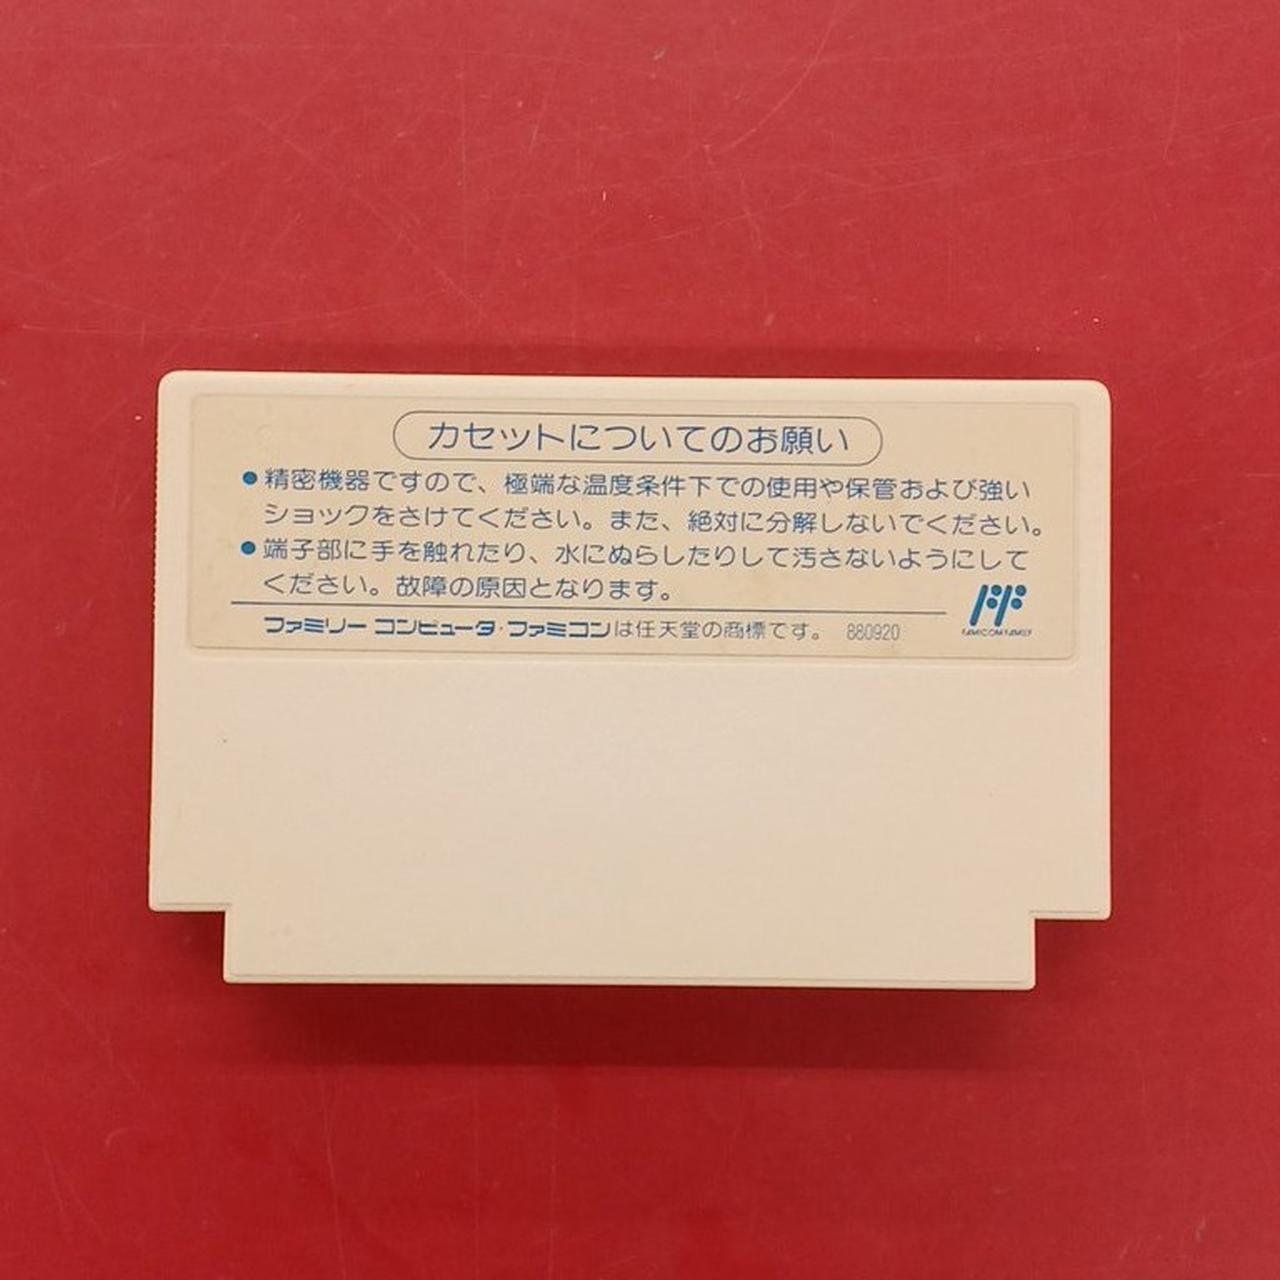 カセットについてのお願い
●精密機器ですので、極端な温度条件下での使用や保管および強い
ショックをさけてください。また、絶対に分解しないでください。
●端子部に手を触れたり、水にぬらしたりして汚さないようにして
ください。故障の原因となります。
ファミリー コンピュータ・ファミコンは任天堂の商標です。 880920
FAMICOM FAMILY